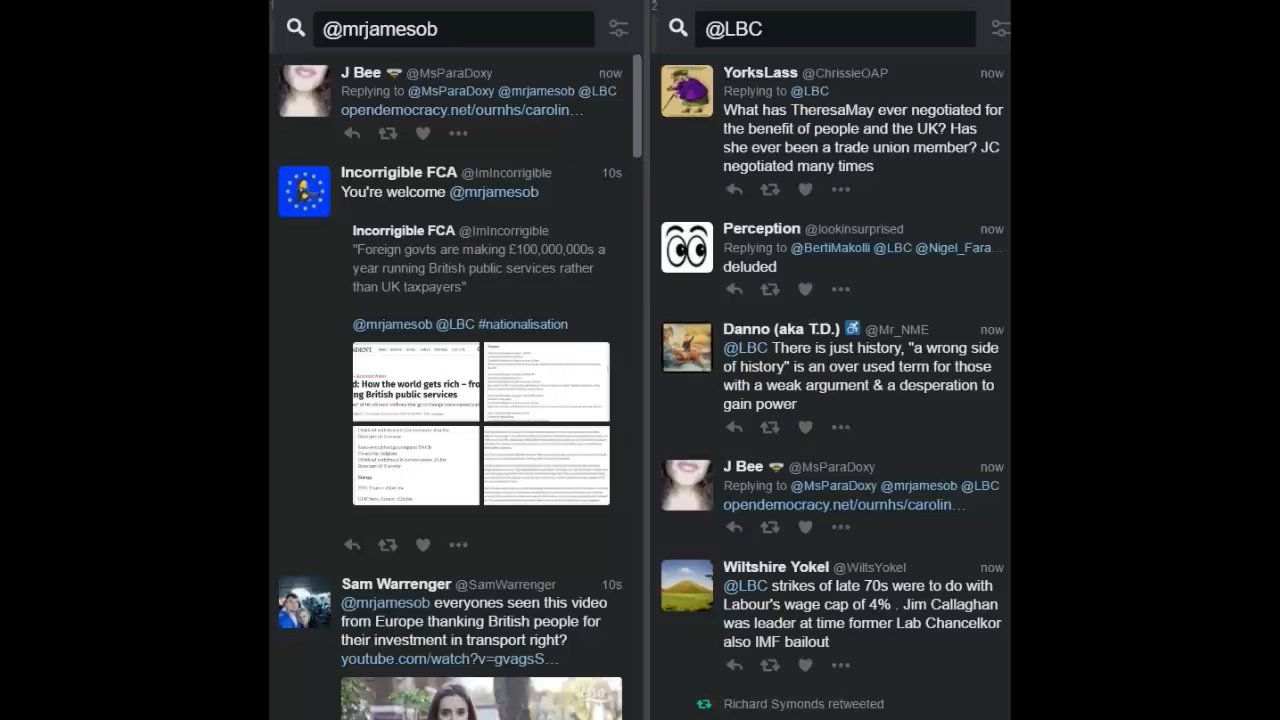 1
@mrjamesob
J Bee @MsParaDoxy now
Replying to @MsParaDoxy @mrjamesob @LBC
opendemocracy.net/ournhs/carolin…
Incorrigible FCA @ImIncorrigible 10s
You're welcome @mrjamesob
Incorrigible FCA @ImIncorrigible
"Foreign govts are making £100,000,000s a
year running British public services rather
than UK taxpayers"
@mrjamesob @LBC #nationalisation
d: How the world gets rich – fro
ng British public services
Sam Warrenger @SamWarrenger 10s
@mrjamesob everyones seen this video
from Europe thanking British people for
their investment in transport right?
youtube.com/watch?v=gvagsS…
2
@LBC
YorksLass @ChrissieOAP now
Replying to @LBC
What has TheresaMay ever negotiated for
the benefit of people and the UK? Has
she ever been a trade union member? JC
negotiated many times
Perception @lookinsurprised now
Replying to @BertiMakolli @LBC @Nigel_Fara…
deluded
Danno (aka T.D.) @Mr_NME now
@LBC There is just history, "A wrong side
of history" is an over used term for those
with a weak argument & a desperation to
gain power
J Bee @MsParaDoxy now
Replying to @MsParaDoxy @mrjamesob @LBC
opendemocracy.net/ournhs/carolin…
Wiltshire Yokel @WiltsYokel now
@LBC strikes of late 70s were to do with
Labour's wage cap of 4% . Jim Callaghan
was leader at time former Lab Chancelkor
also IMF bailout
Richard Symonds retweeted